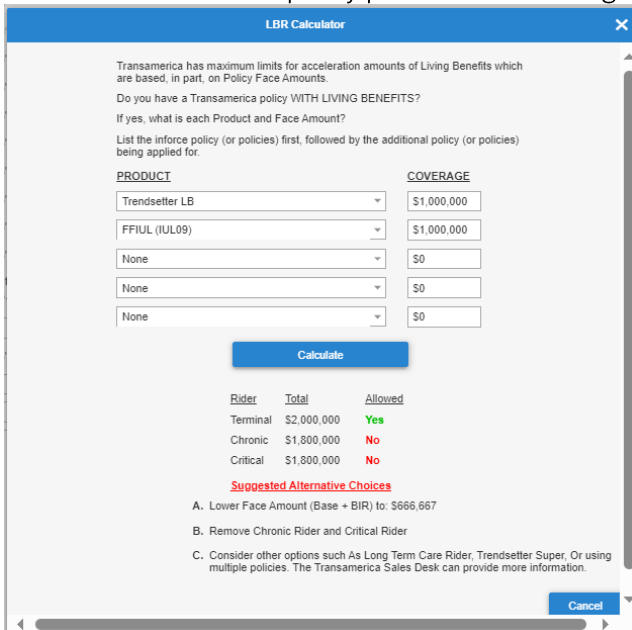 LBR Calculator
Transamerica has maximum limits for acceleration amounts of Living Benefits which
are based, in part, on Policy Face Amounts.
Do you have a Transamerica policy WITH LIVING BENEFITS?
If yes, what is each Product and Face Amount?
List the inforce policy (or policies) first, followed by the additional policy (or policies)
being applied for.
PRODUCT COVERAGE
Trendsetter LB $1,000,000
FFIUL (IUL09) $1,000,000
None $0
None $0
None $0
Calculate
Rider Total Allowed
Terminal $2,000,000 Yes
Chronic $1,800,000 No
Critical $1,800,000 No
Suggested Alternative Choices
A. Lower Face Amount (Base + BIR) to: $666,667
B. Remove Chronic Rider and Critical Rider
C. Consider other options such As Long Term Care Rider, Trendsetter Super, Or using
multiple policies. The Transamerica Sales Desk can provide more information.
Cancel